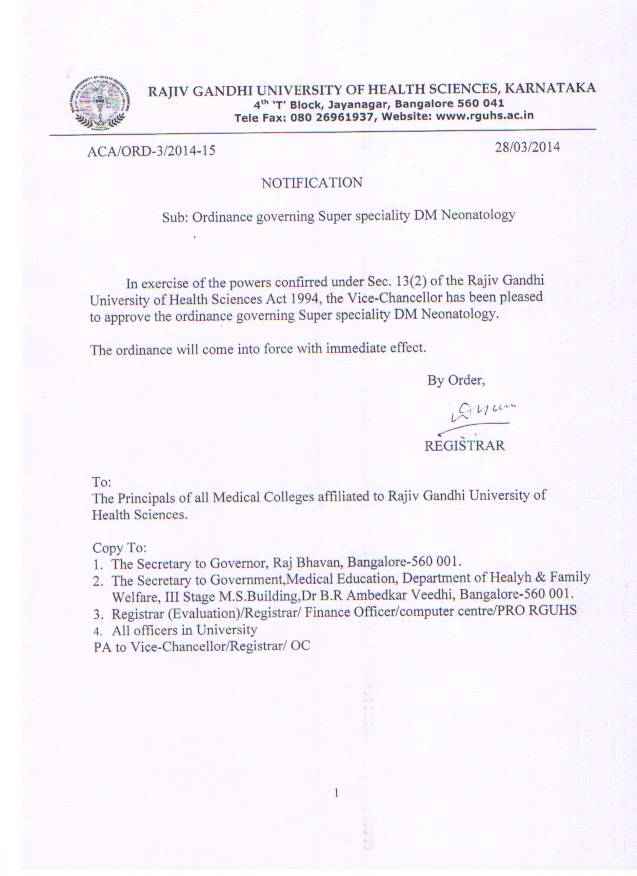 RAJIV GANDHI UNIVERSITY OF HEALTH SCIENCES, KARNATAKA
4th 'T' Block, Jayanagar, Bangalore 560 041
Tele Fax: 080 26961937, Website: www.rguhs.ac.in
ACA/ORD-3/2014-15 28/03/2014
NOTIFICATION
Sub: Ordinance governing Super speciality DM Neonatology
In exercise of the powers confirred under Sec. 13(2) of the Rajiv Gandhi
University of Health Sciences Act 1994, the Vice-Chancellor has been pleased
to approve the ordinance governing Super speciality DM Neonatology.
The ordinance will come into force with immediate effect.
By Order,
REGISTRAR
To:
The Principals of all Medical Colleges affiliated to Rajiv Gandhi University of
Health Sciences.
Copy To:
1. The Secretary to Governor, Raj Bhavan, Bangalore-560 001.
2. The Secretary to Government,Medical Education, Department of Healyh & Family
Welfare, III Stage M.S.Building,Dr B.R Ambedkar Veedhi, Bangalore-560 001.
3. Registrar (Evaluation)/Registrar/ Finance Officer/computer centre/PRO RGUHS
4. All officers in University
PA to Vice-Chancellor/Registrar/ OC
1